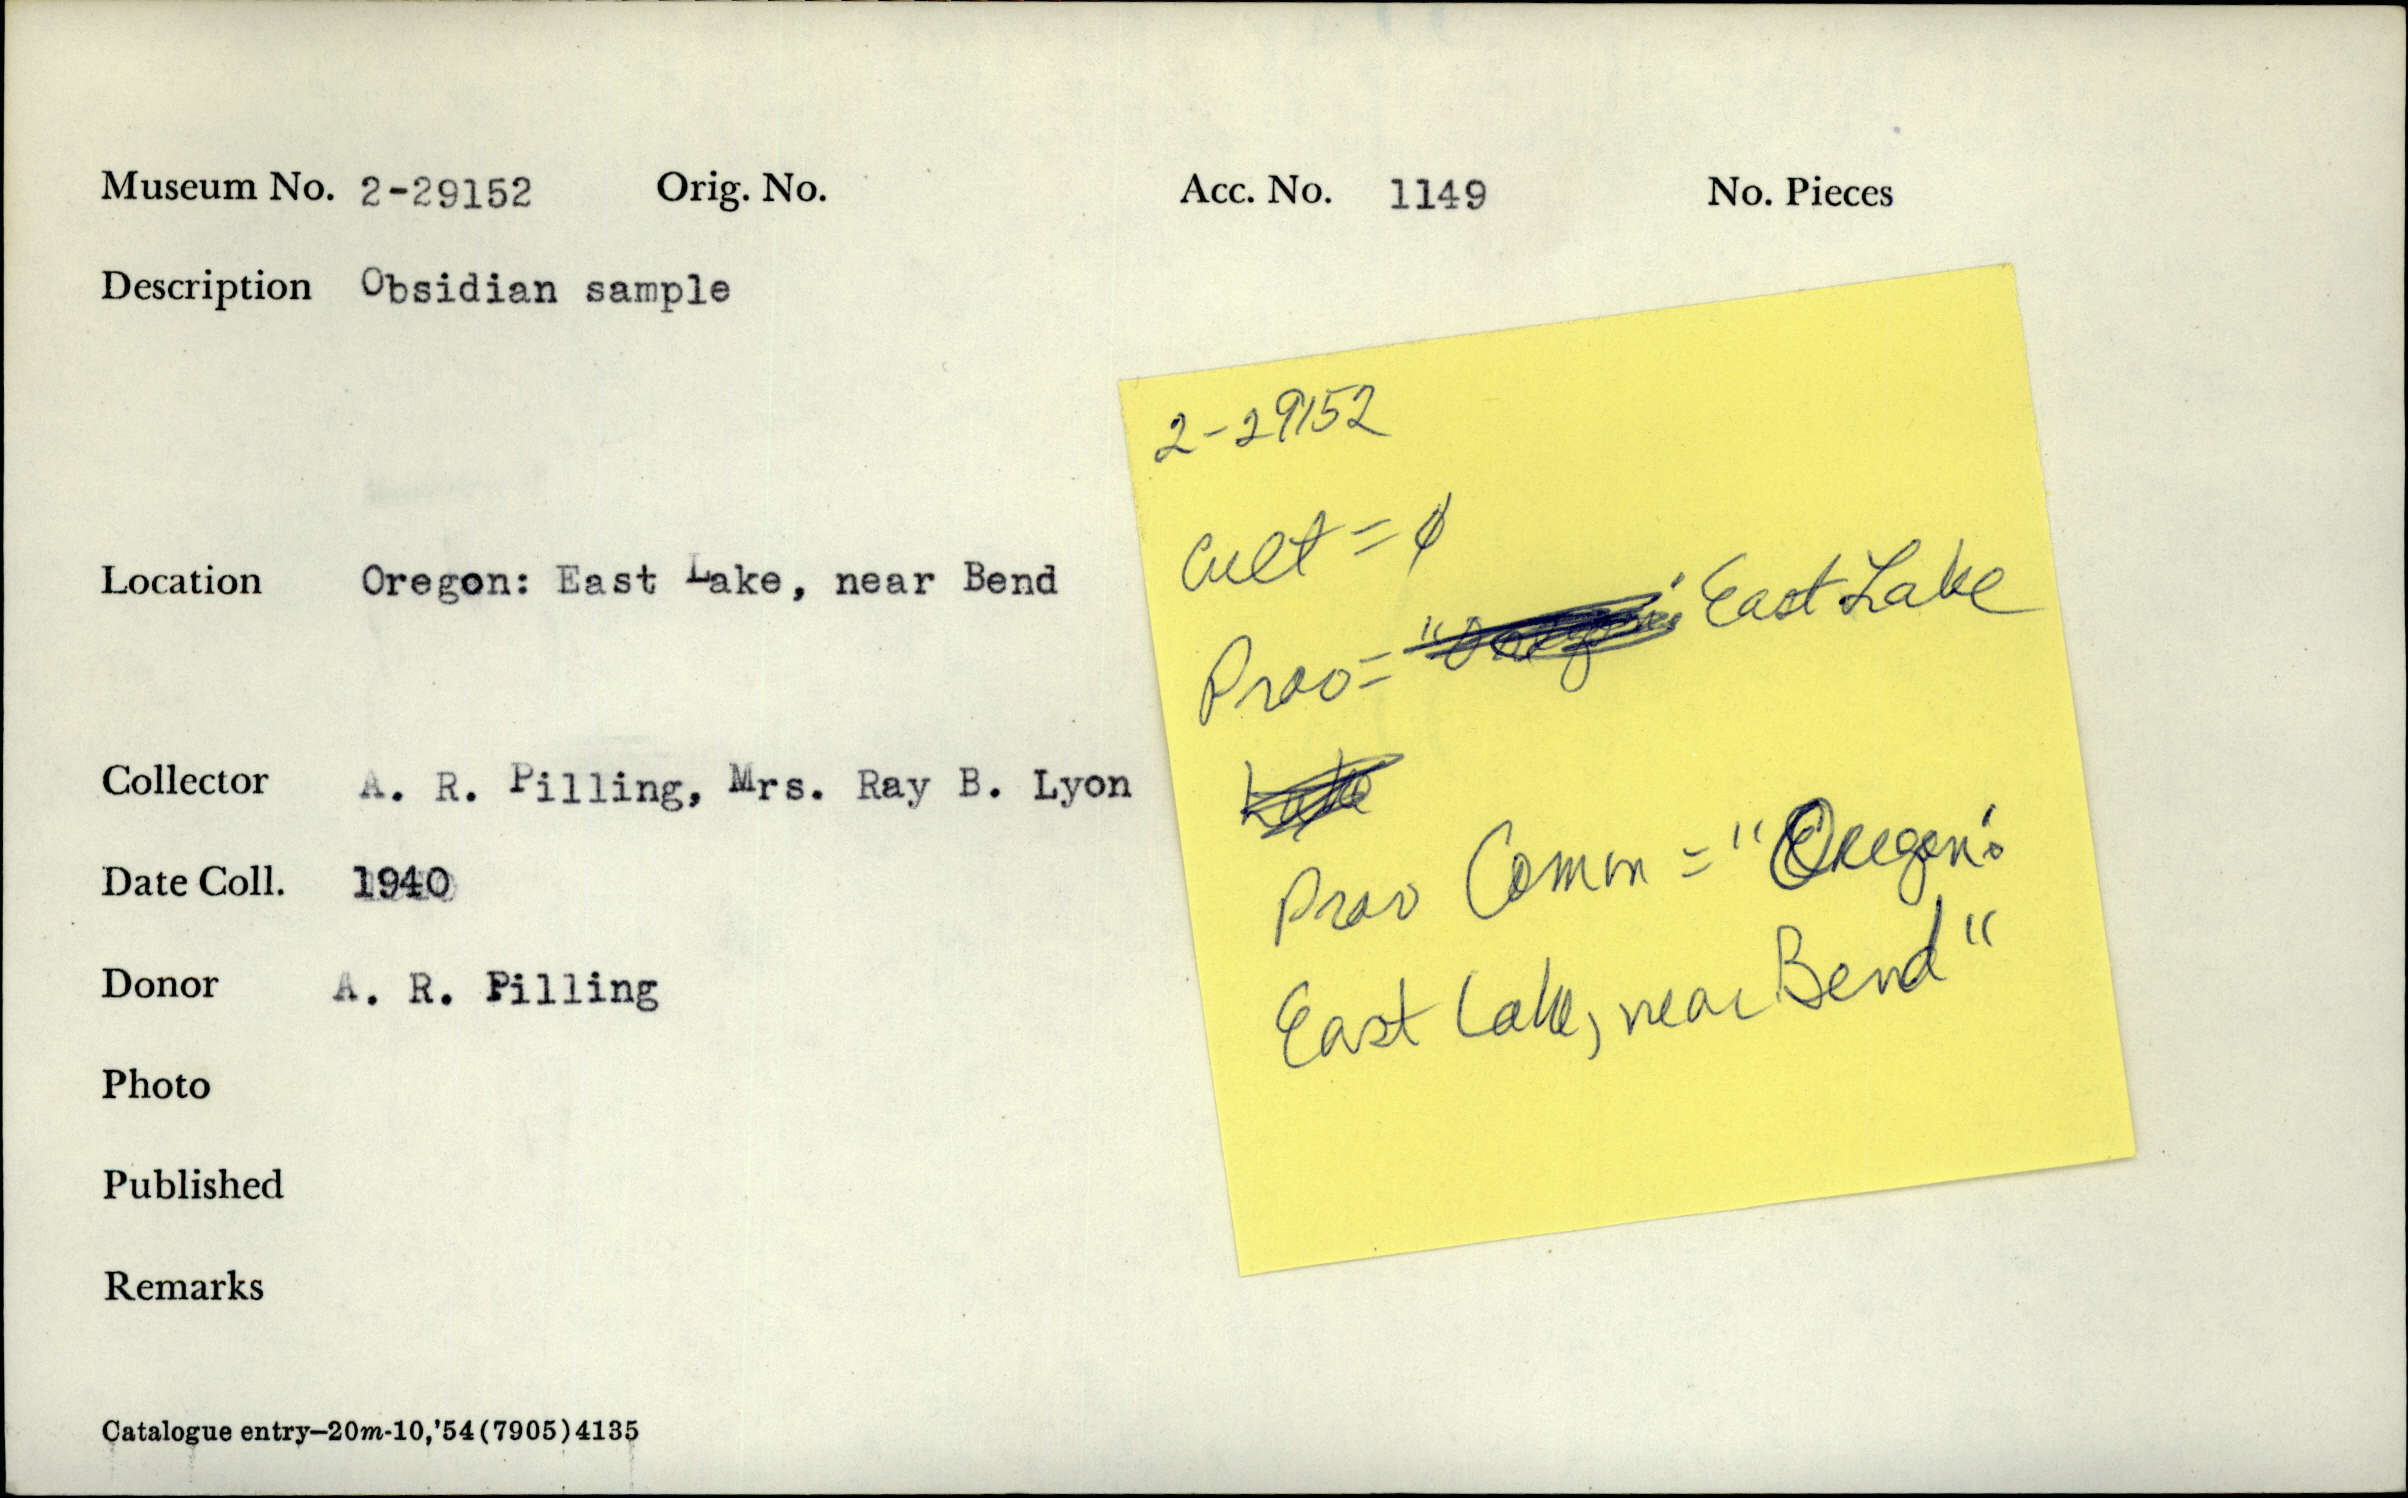 Museum No. 2-29152 Orig. No. Acc. No. 1149 No. Pieces
Description Obsidian sample
Location Oregon: East Lake, near Bend
Collector A. R. Pilling, Mrs. Ray B. Lyon
Date Coll. 1940
Donor A. R. Pilling
Photo
Published
Remarks
Catalogue entry—20m-10,'54(7905)4135
2-29152
Cult = ϕ
Prov = East Lake
Prov Comm = "Oregon:
East Lake, near Bend"